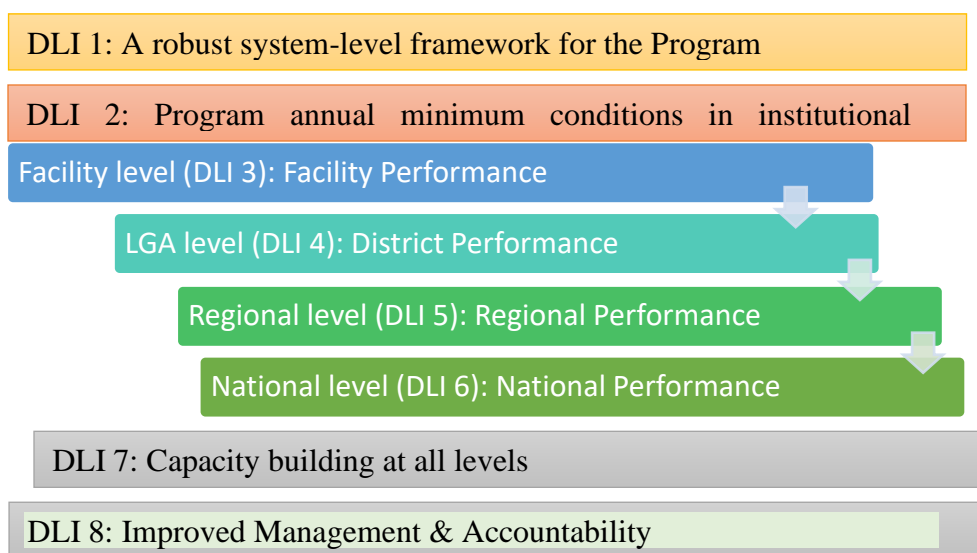 DLI 1: A robust system-level framework for the Program
DLI 2: Program annual minimum conditions in institutional
Facility level (DLI 3): Facility Performance
LGA level (DLI 4): District Performance
Regional level (DLI 5): Regional Performance
National level (DLI 6): National Performance
DLI 7: Capacity building at all levels
DLI 8: Improved Management & Accountability